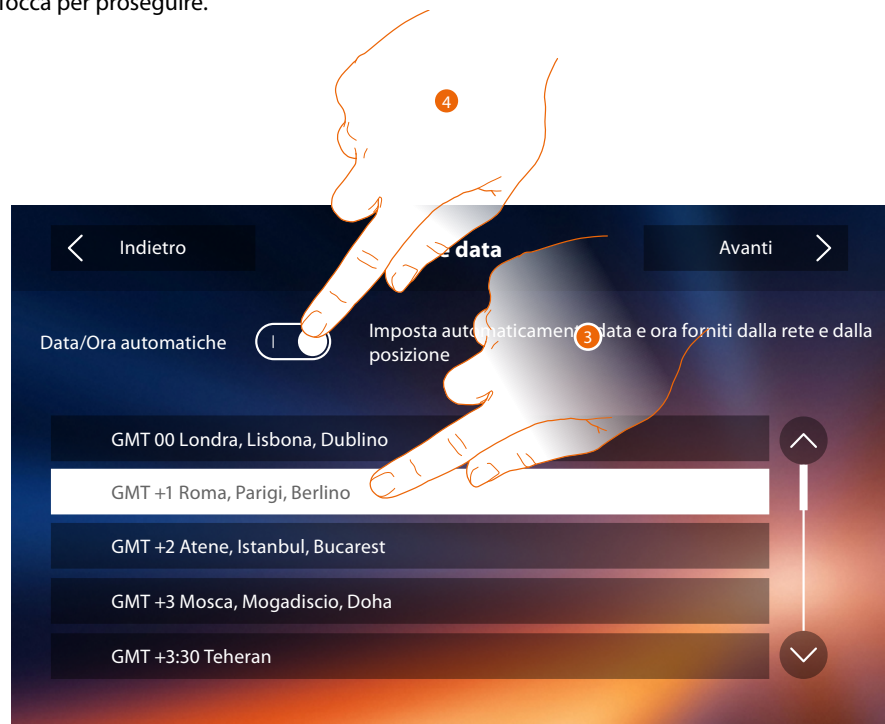 Tocca per proseguire.
4
Indietro
e data
Avanti
Data/Ora automatiche
Imposta automaticamente data e ora forniti dalla rete e dalla
posizione
3
GMT 00 Londra, Lisbona, Dublino
GMT +1 Roma, Parigi, Berlino
GMT +2 Atene, Istanbul, Bucarest
GMT +3 Mosca, Mogadiscio, Doha
GMT +3:30 Teheran